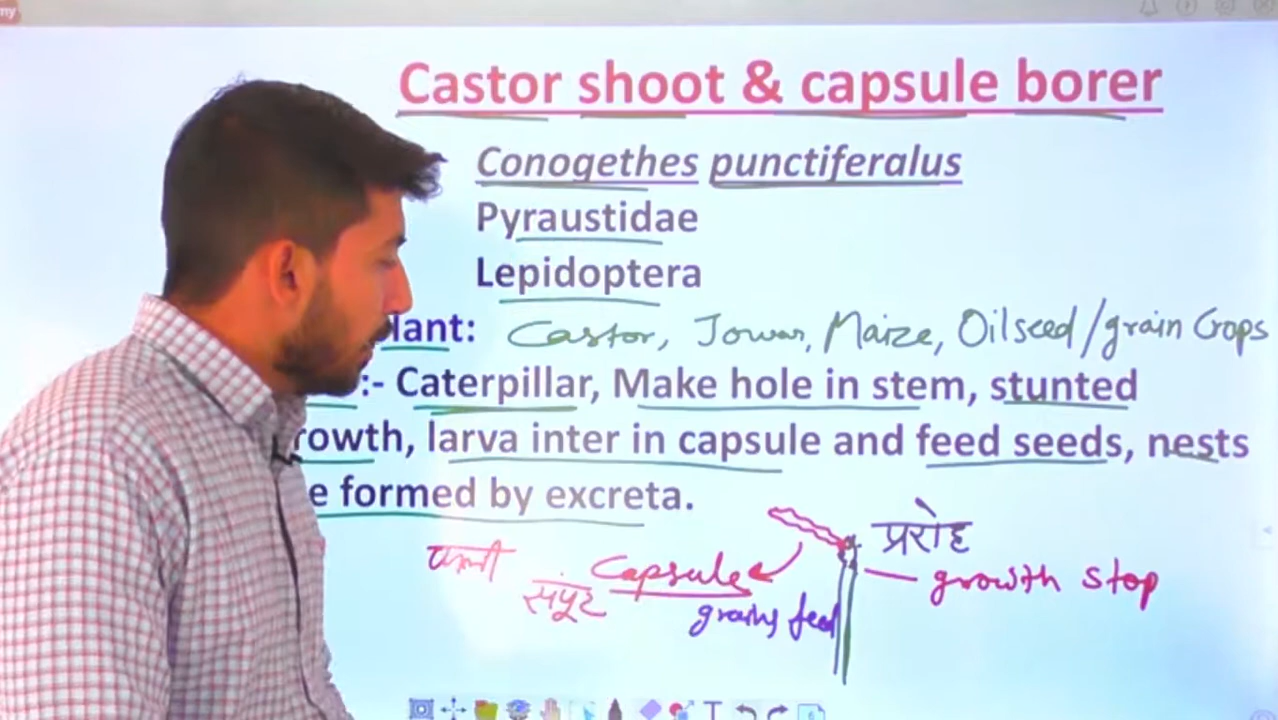 my
Castor shoot & capsule borer
Conogethes punctiferalus
Pyraustidae
Lepidoptera
lant: Castor, Jowar, Maize, Oilseed/grain Crops
:- Caterpillar, Make hole in stem, stunted
rowth, larva inter in capsule and feed seeds, nests
e formed by excreta.
प्ररोह
growth stop
Capsule
संपूट
grains feed
T